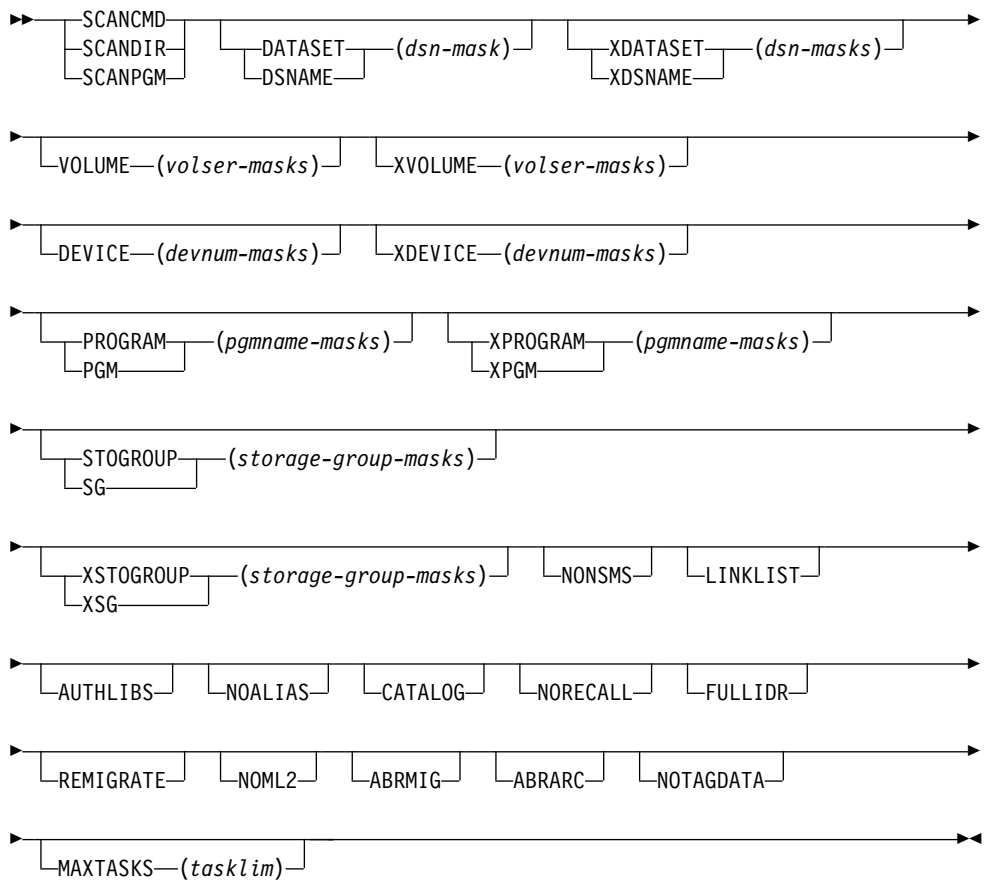 SCANCMD
SCANDIR DATASET (dsn-mask) XDATASET (dsn-masks)
SCANPGM DSNAME XDSNAME
VOLUME (volser-masks) XVOLUME (volser-masks)
DEVICE (devnum-masks) XDEVICE (devnum-masks)
PROGRAM (pgmname-masks) XPROGRAM (pgmname-masks)
PGM XPGM
STOGROUP (storage-group-masks)
SG
XSTOGROUP (storage-group-masks) NONSMS LINKLIST
XSG
AUTHLIBS NOALIAS CATALOG NORECALL FULLIDR
REMIGRATE NOML2 ABRMIG ABRARC NOTAGDATA
MAXTASKS (tasklim)